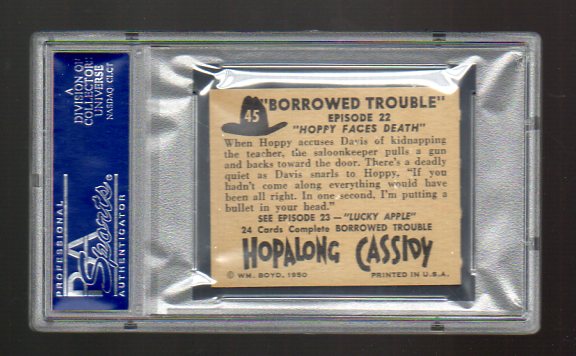 A
DIVISION OF
COLLECTORS
UNIVERSE
NASDAQ: CLCT
PROFESSIONAL
PSA
Sports
AUTHENTICATOR
45
"BORROWED TROUBLE"
EPISODE 22
"HOPPY FACES DEATH"
When Hoppy accuses Davis of kidnapping
the teacher, the saloonkeeper pulls a gun
and backs toward the door. There's a deadly
quiet as Davis snarls to Hoppy, "If you
hadn't come along everything would have
been all right. In one second, I'm putting a
bullet in your head."
SEE EPISODE 23 — "LUCKY APPLE"
24 Cards Complete BORROWED TROUBLE
HOPALONG CASSIDY
© WM. BOYD, 1950
PRINTED IN U.S.A.